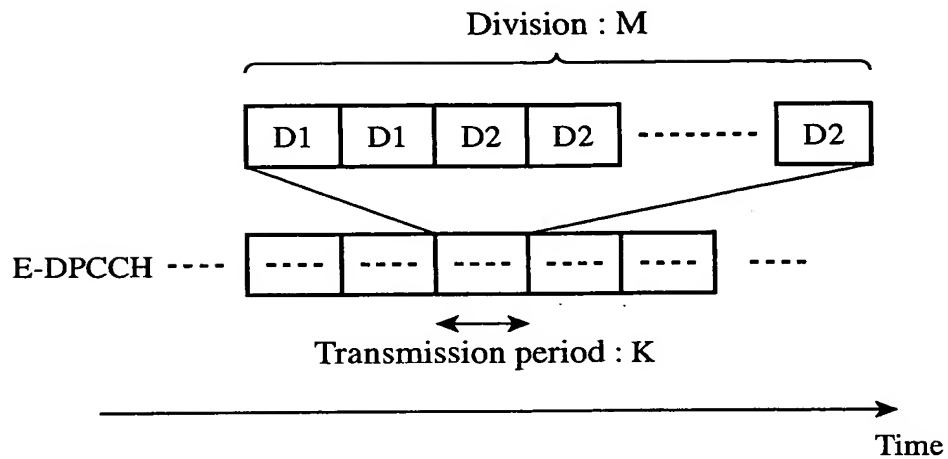 Division : M
D1 D1 D2 D2 -------- D2
E-DPCCH ---- ---- ---- ---- ---- ---- ----
Transmission period : K
Time